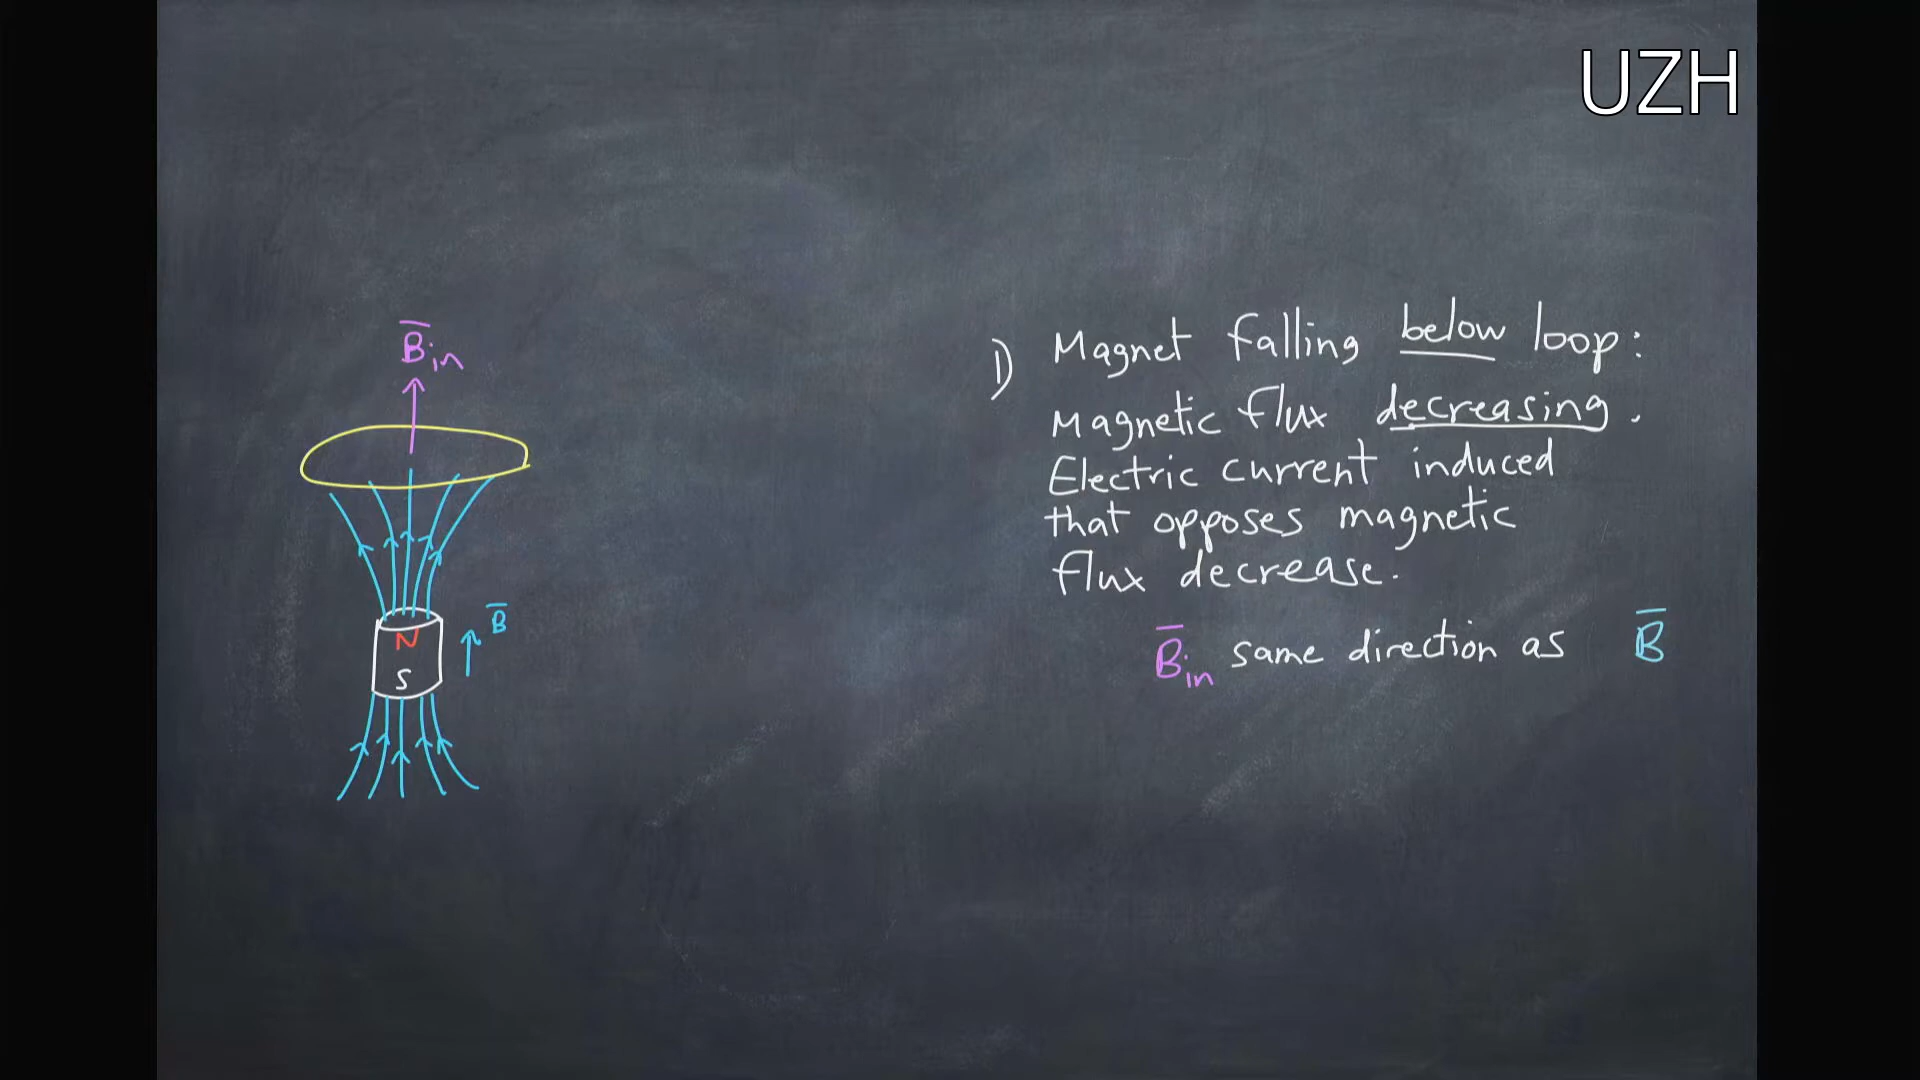 UZH
B̅in
1) Magnet falling below loop:
Magnetic flux decreasing.
Electric current induced
that opposes magnetic
flux decrease.
B̅in same direction as B̅
B̅
N
S